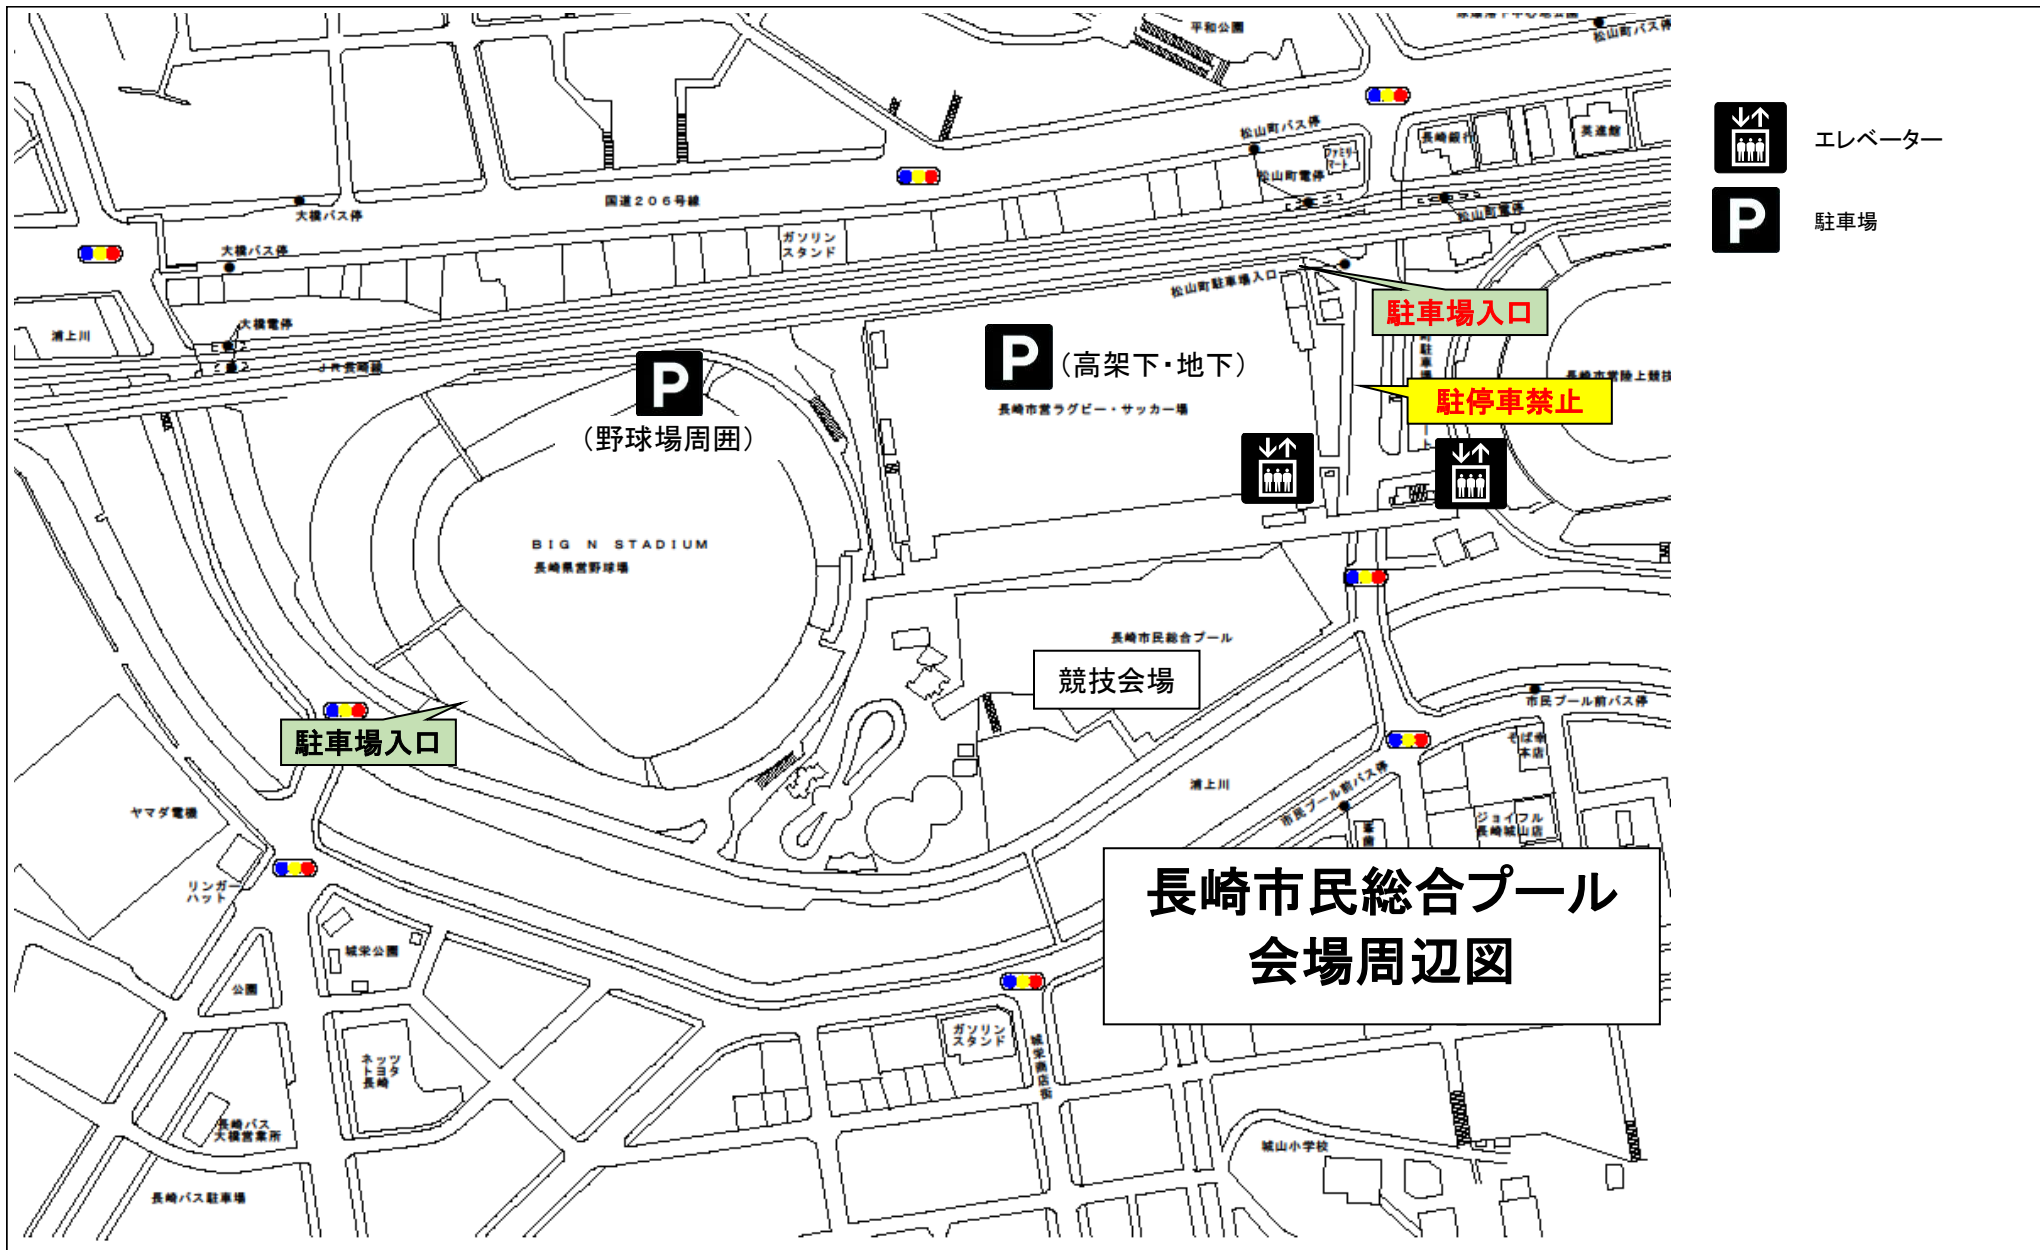 平和公園
松山町バス停
長崎銀行
英進館
松山町バス停
ファミリー
マート
松山町電停
松山町電停
大橋バス停
国道206号線
大橋バス停
ガソリン
スタンド
エレベーター
駐車場
松山町駐車場入口
駐車場入口
浦上川
大橋電停
JR長崎線
P
(野球場周囲)
P
(高架下・地下)
長崎市営ラグビー・サッカー場
駐停車禁止
長崎市営陸上競技
BIG N STADIUM
長崎県営野球場
長崎市民総合プール
競技会場
駐車場入口
市民プール前バス停
そば幸
本店
浦上川
市民プール前バス停
ヤマダ電機
ジョイフル
長崎城山店
リンガー
ハット
長崎市民総合プール
会場周辺図
城栄公園
公園
ガソリン
スタンド
城栄商店街
ネッツ
トヨタ
長崎
長崎バス
大橋営業所
城山小学校
長崎バス駐車場
P